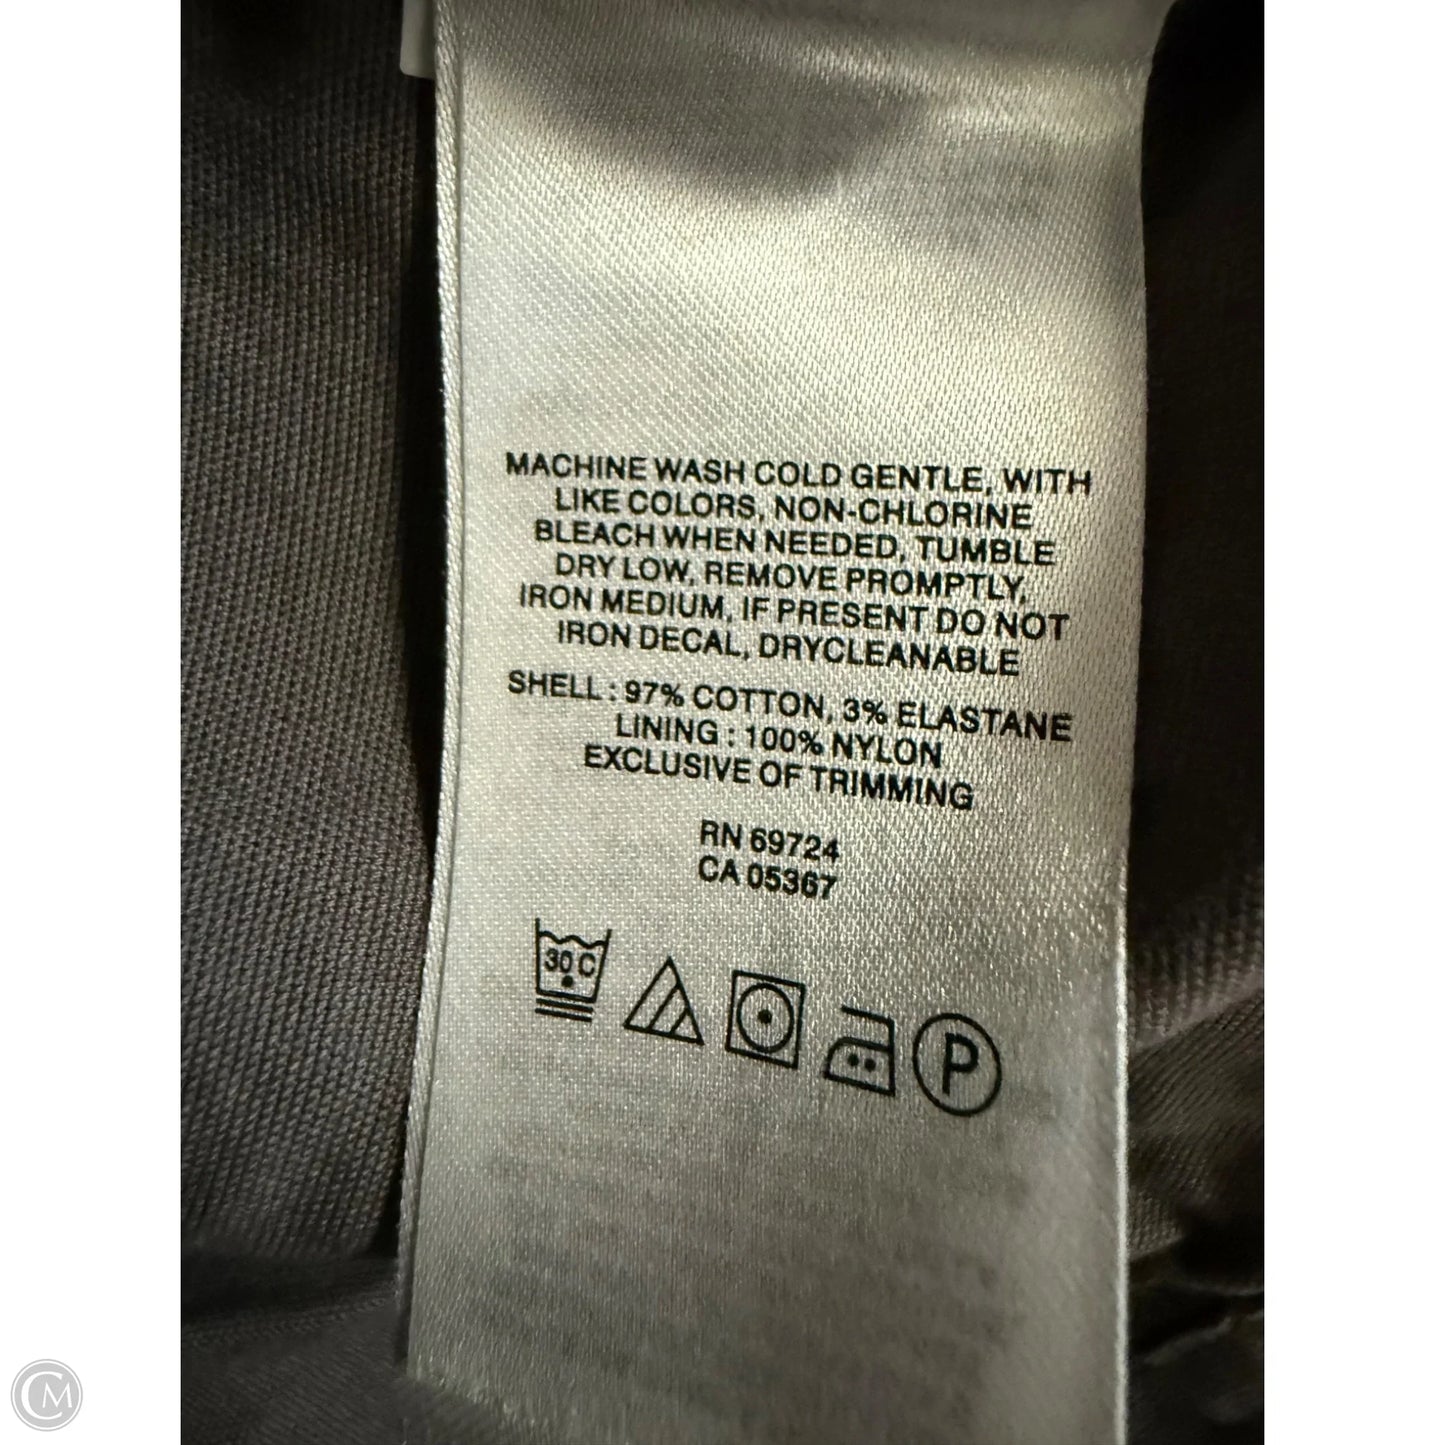 MACHINE WASH COLD GENTLE, WITH
LIKE COLORS, NON-CHLORINE
BLEACH WHEN NEEDED, TUMBLE
DRY LOW, REMOVE PROMPTLY,
IRON MEDIUM, IF PRESENT DO NOT
IRON DECAL, DRYCLEANABLE
SHELL : 97% COTTON, 3% ELASTANE
LINING : 100% NYLON
EXCLUSIVE OF TRIMMING
RN 69724
CA 05367
30 C
P
CM